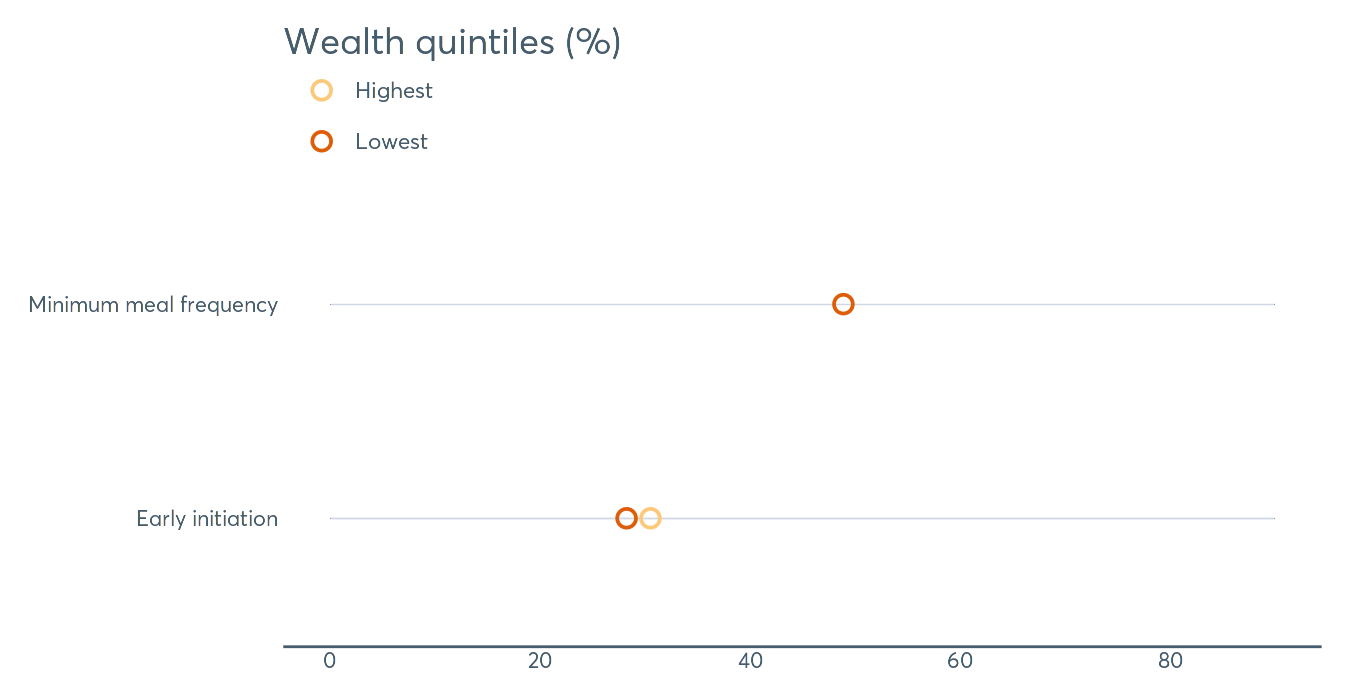 Wealth quintiles (%)
Highest
Lowest
Minimum meal frequency
Early initiation
0 20 40 60 80